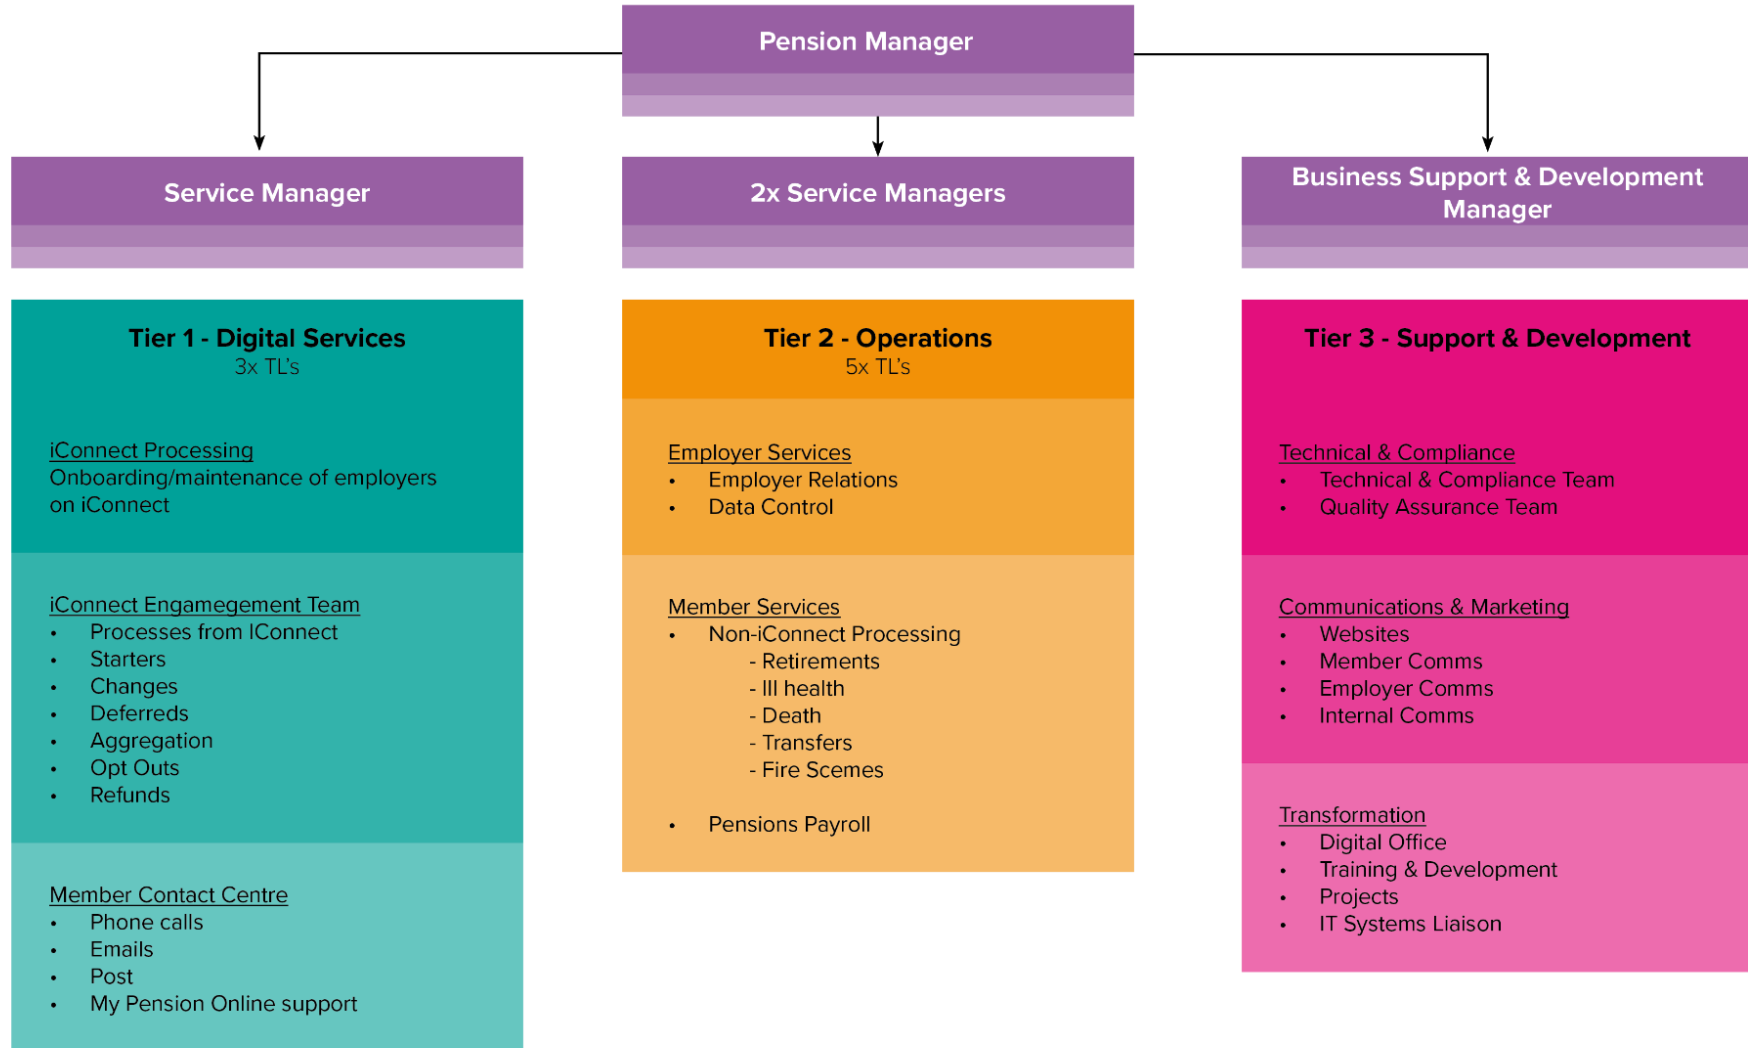 Pension Manager
Service Manager
2x Service Managers
Business Support & Development
Manager
Tier 1 - Digital Services
3x TL's
iConnect Processing
Onboarding/maintenance of employers
on iConnect
iConnect Engamegement Team
• Processes from IConnect
• Starters
• Changes
• Deferreds
• Aggregation
• Opt Outs
• Refunds
Member Contact Centre
• Phone calls
• Emails
• Post
• My Pension Online support
Tier 2 - Operations
5x TL's
Employer Services
• Employer Relations
• Data Control
Member Services
• Non-iConnect Processing
- Retirements
- Ill health
- Death
- Transfers
- Fire Scemes
• Pensions Payroll
Tier 3 - Support & Development
Technical & Compliance
• Technical & Compliance Team
• Quality Assurance Team
Communications & Marketing
• Websites
• Member Comms
• Employer Comms
• Internal Comms
Transformation
• Digital Office
• Training & Development
• Projects
• IT Systems Liaison